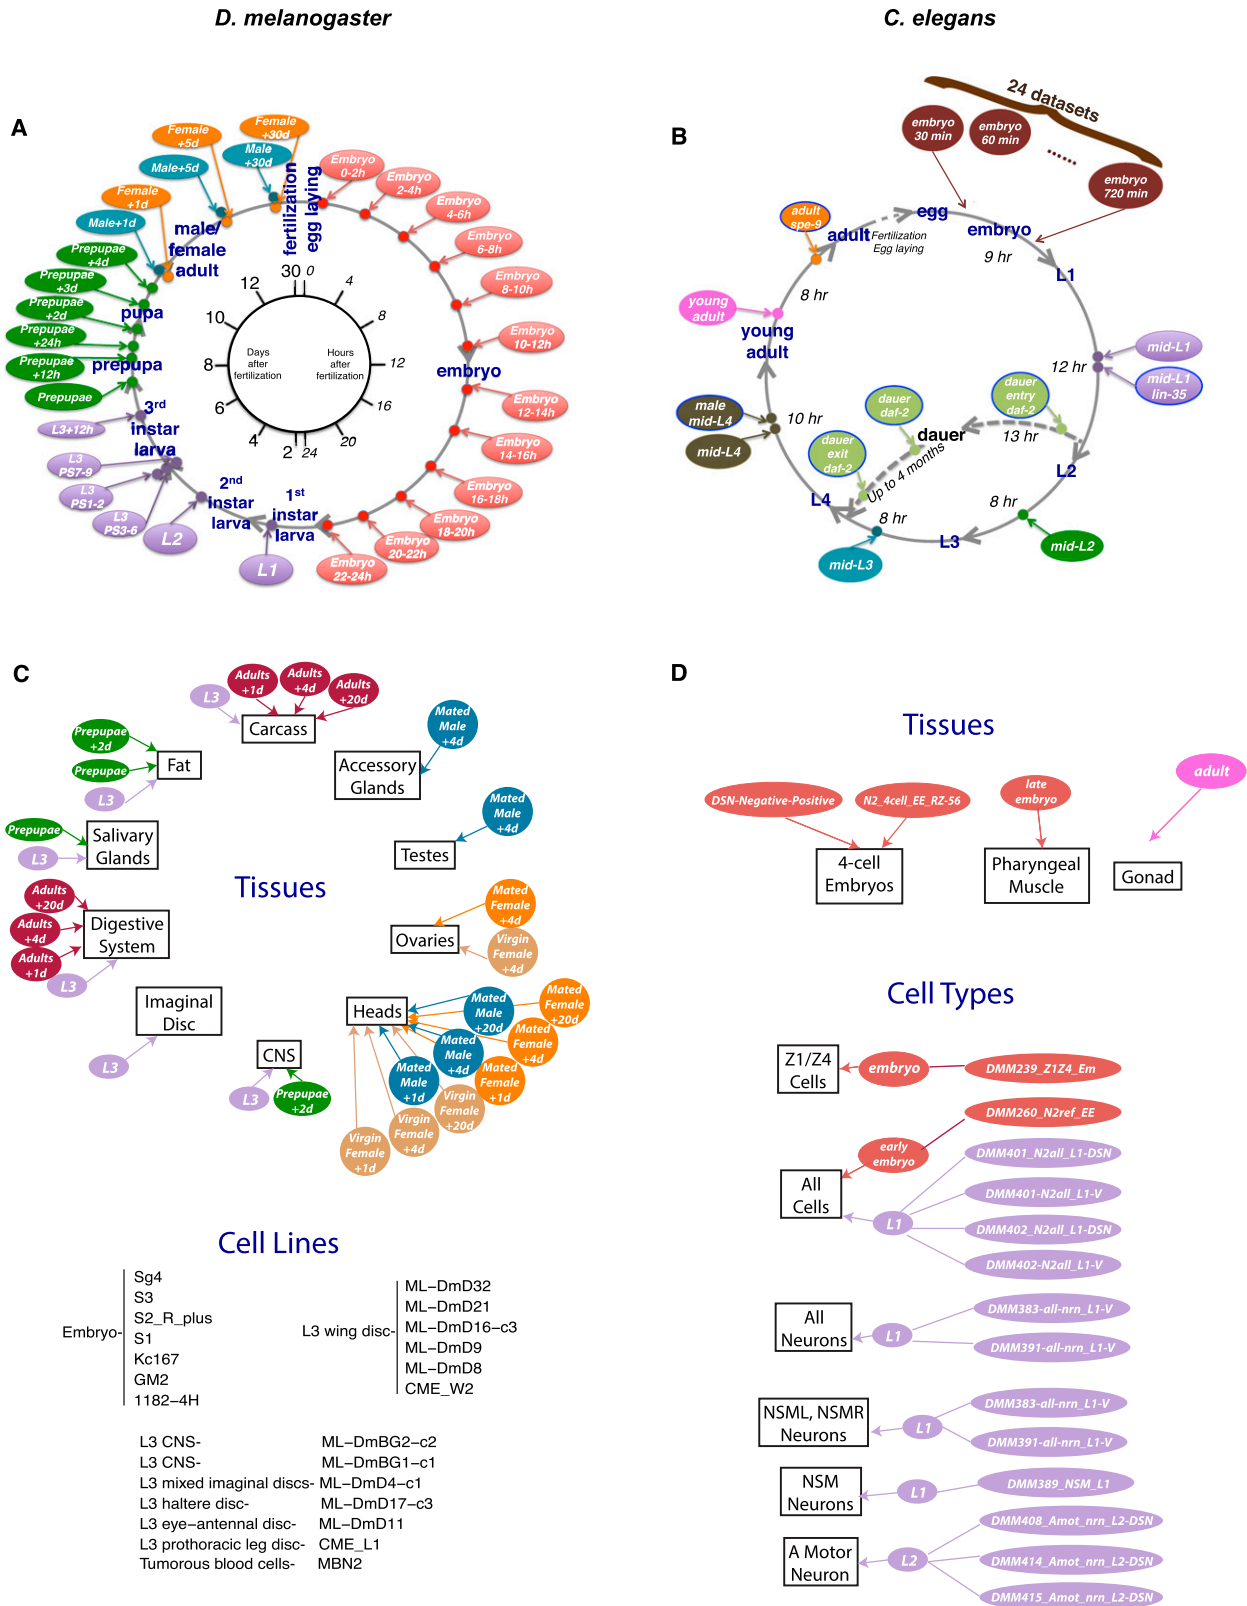 D. melanogaster
C. elegans
A
Female
+5d
Female
+30d
Male
+30d
Male+5d
Female
+1d
Male+1d
Prepupae
+4d
Prepupae
+3d
Prepupae
+2d
Prepupae
+24h
Prepupae
+12h
Prepupae
L3+12h
L3
PS7-9
L3
PS1-2
L3
PS3-6
L2
L1
Embryo
0-2h
Embryo
2-4h
Embryo
4-6h
Embryo
6-8h
Embryo
8-10h
Embryo
10-12h
Embryo
12-14h
Embryo
14-16h
Embryo
16-18h
Embryo
18-20h
Embryo
20-22h
Embryo
22-24h
fertilization
egg laying
male/
female
adult
pupa
prepupa
3rd
instar
larva
2nd
instar
larva
1st
instar
larva
embryo
30
0
4
8
12
16
20
24
2
4
6
8
10
12
Days
after
fertilization
Hours
after
fertilization
B
24 datasets
embryo
30 min
embryo
60 min
......
embryo
720 min
adult
spe-9
adult
Fertilization
Egg laying
egg
embryo
9 hr
L1
8 hr
young
adult
young
adult
12 hr
mid-L1
mid-L1
lin-35
male
mid-L4
mid-L4
10 hr
dauer
daf-2
dauer
entry
daf-2
dauer
exit
daf-2
dauer
13 hr
Up to 4 months
L2
L4
8 hr
8 hr
L3
mid-L3
mid-L2
C
L3
Adults
+1d
Adults
+4d
Adults
+20d
Carcass
Prepupae
+2d
Prepupae
L3
Fat
Mated
Male
+4d
Accessory
Glands
Prepupae
L3
Salivary
Glands
Mated
Male
+4d
Testes
Tissues
Adults
+20d
Adults
+4d
Adults
+1d
L3
Digestive
System
Mated
Female
+4d
Virgin
Female
+4d
Ovaries
Imaginal
Disc
L3
CNS
L3
Prepupae
+2d
Heads
Mated
Male
+20d
Mated
Female
+20d
Mated
Male
+4d
Mated
Female
+4d
Mated
Male
+1d
Mated
Female
+1d
Virgin
Female
+20d
Virgin
Female
+4d
Virgin
Female
+1d
Cell Lines
Embryo-
Sg4
S3
S2_R_plus
S1
Kc167
GM2
1182−4H
L3 wing disc-
ML−DmD32
ML−DmD21
ML−DmD16−c3
ML−DmD9
ML−DmD8
CME_W2
L3 CNS- ML−DmBG2−c2
L3 CNS- ML−DmBG1−c1
L3 mixed imaginal discs- ML−DmD4−c1
L3 haltere disc- ML−DmD17−c3
L3 eye−antennal disc- ML−DmD11
L3 prothoracic leg disc- CME_L1
Tumorous blood cells- MBN2
D
Tissues
DSN-Negative-Positive
N2_4cell_EE_RZ-56
4-cell
Embryos
late
embryo
Pharyngeal
Muscle
adult
Gonad
Cell Types
Z1/Z4
Cells
embryo
DMM239_Z1Z4_Em
All
Cells
early
embryo
DMM260_N2ref_EE
L1
DMM401_N2all_L1-DSN
DMM401-N2all_L1-V
DMM402_N2all_L1-DSN
DMM402-N2all_L1-V
All
Neurons
L1
DMM383-all-nrn_L1-V
DMM391-all-nrn_L1-V
NSML, NSMR
Neurons
L1
DMM383-all-nrn_L1-V
DMM391-all-nrn_L1-V
NSM
Neurons
L1
DMM389_NSM_L1
A Motor
Neuron
L2
DMM408_Amot_nrn_L2-DSN
DMM414_Amot_nrn_L2-DSN
DMM415_Amot_nrn_L2-DSN